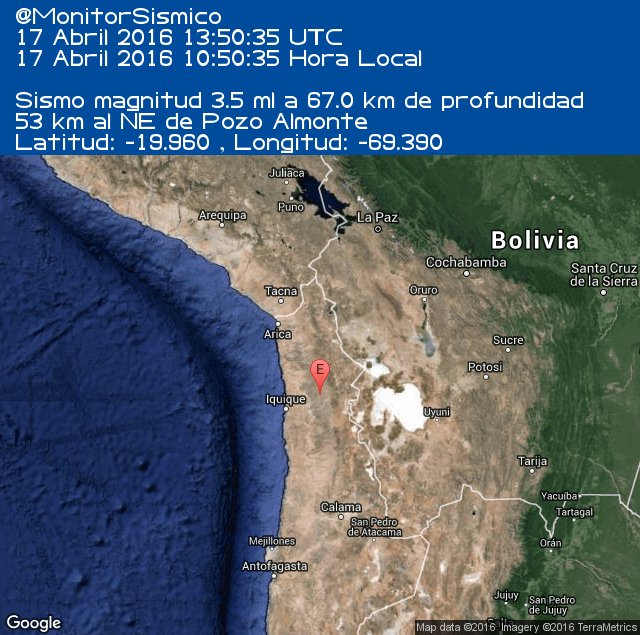 @MonitorSismico
17 Abril 2016 13:50:35 UTC
17 Abril 2016 10:50:35 Hora Local
Sismo magnitud 3.5 ml a 67.0 km de profundidad
53 km al NE de Pozo Almonte
Latitud: -19.960 , Longitud: -69.390
Juliaca
Puno
Arequipa
La Paz
Bolivia
Cochabamba
Santa Cruz
de la Sierra
Tacna
Oruro
Arica
Sucre
E
Potosi
Iquique
Uyuni
Tarija
Yacuíba
Calama
Tartagal
San Pedro
de Atacama
Mejillones
Orán
Antofagasta
Jujuy
San Pedro
de Jujuy
Google
Map data ©2016 Imagery ©2016 TerraMetrics